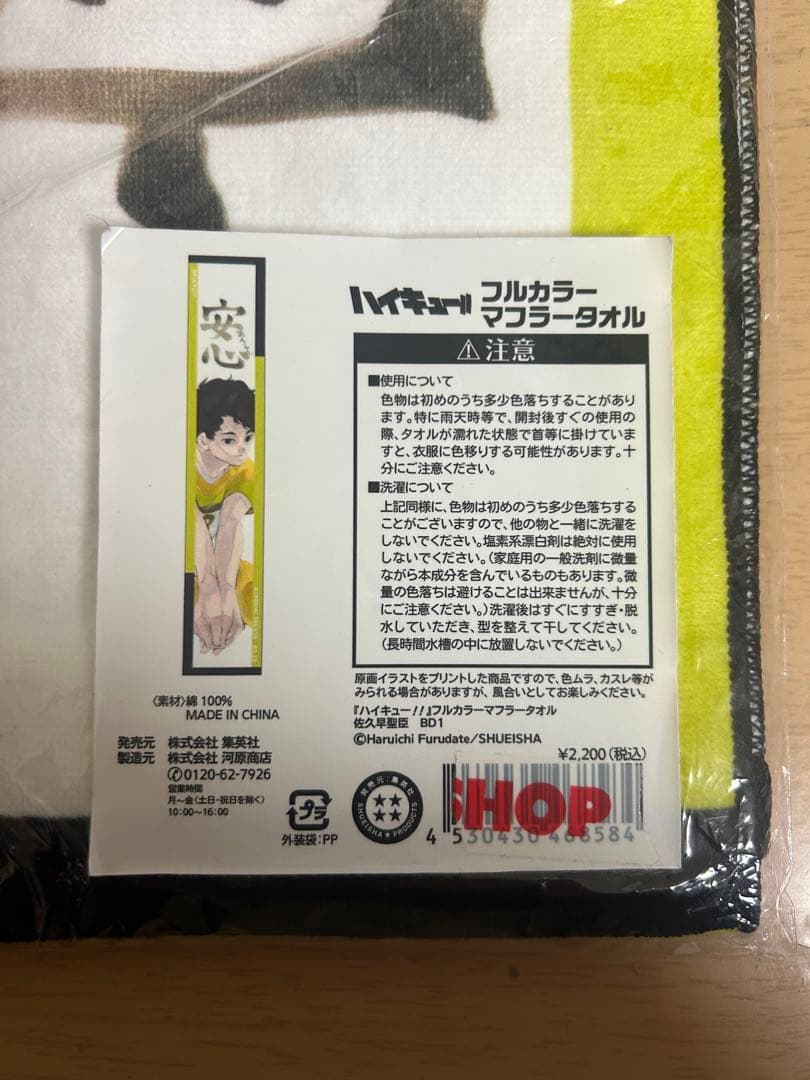 安心
あんしん
ハイキュー!!
フルカラー
マフラータオル
注意
■使用について
色物は初めのうち多少色落ちすることがあり
ます。特に雨天時等で、開封後すぐの使用の
際、タオルが濡れた状態で首等に掛けていま
すと、衣服に色移りする可能性があります。十
分にご注意ください。
■洗濯について
上記同様に、色物は初めのうち多少色落ちする
ことがございますので、他の物と一緒に洗濯を
しないでください。塩素系漂白剤は絶対に使用
しないでください。(家庭用の一般洗剤に微量
ながら本成分を含んでいるものもあります。微
量の色落ちは避けることは出来ませんが、十分
にご注意ください。)洗濯後はすぐにすすぎ・脱
水していただき、型を整えて干してください。
(長時間水槽の中に放置しないでください。)
原画イラストをプリントした商品ですので、色ムラ、カスレ等が
みられる場合がありますが、風合いとしてお楽しみください。
『ハイキュー!!』フルカラーマフラータオル
佐久早聖臣 BD1
©Haruichi Furudate/SHUEISHA
¥2,200(税込)
〈素材〉綿 100%
MADE IN CHINA
発売元 株式会社 集英社
製造元 株式会社 河原商店
0120-62-7926
営業時間
月〜金(土日・祝日を除く)
10:00〜16:00
プラ
外装袋:PP
発売元:集英社
SHUEISHA★PRODUCTS
SHOP
4 530430 468584